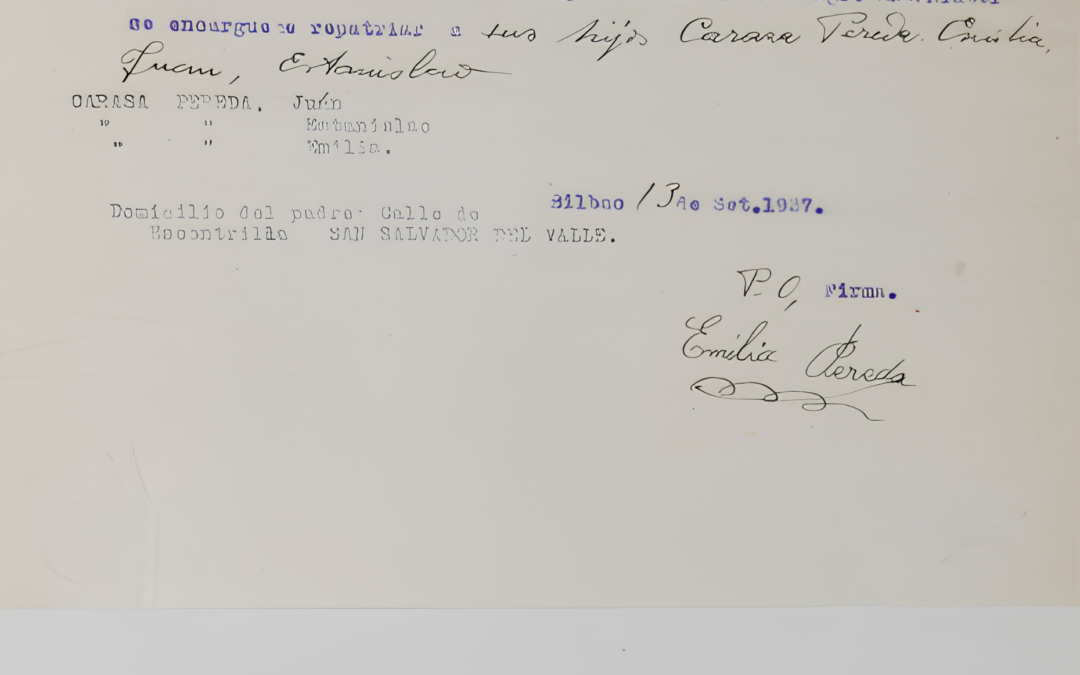 se encargue de repatriar a sus hijos Carasa Pereda. Emilia,
Juan, Estanislao
CARASA PEREDA. Juán
" " Estanislao
" " Emilia.
Bilbao 13 de Set.1937.
Domicilio del padre: Calle de
Escontrilla SAN SALVADOR DEL VALLE.
P. O, Firma.
Emilia Pereda